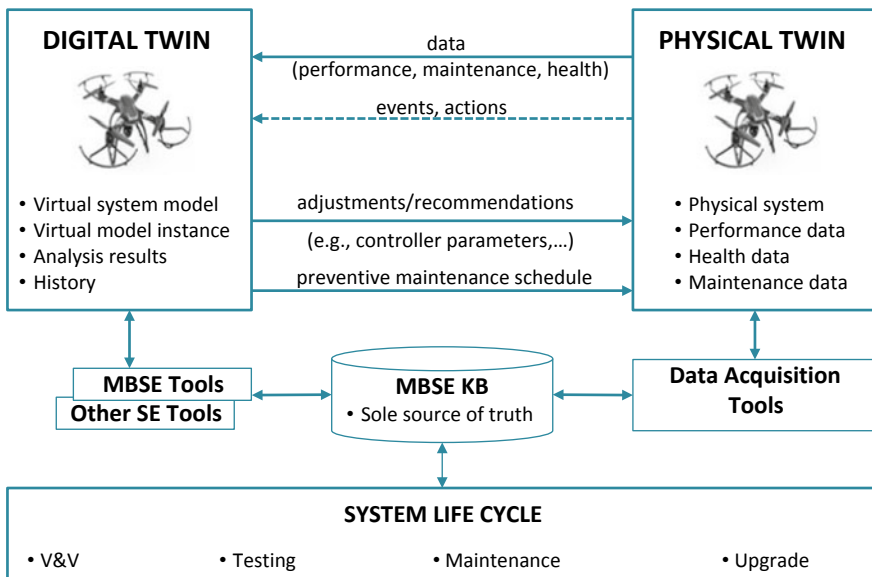 DIGITAL TWIN
• Virtual system model
• Virtual model instance
• Analysis results
• History
data
(performance, maintenance, health)
events, actions
adjustments/recommendations
(e.g., controller parameters,...)
preventive maintenance schedule
PHYSICAL TWIN
• Physical system
• Performance data
• Health data
• Maintenance data
MBSE Tools
Other SE Tools
MBSE KB
• Sole source of truth
Data Acquisition
Tools
SYSTEM LIFE CYCLE
• V&V • Testing • Maintenance • Upgrade